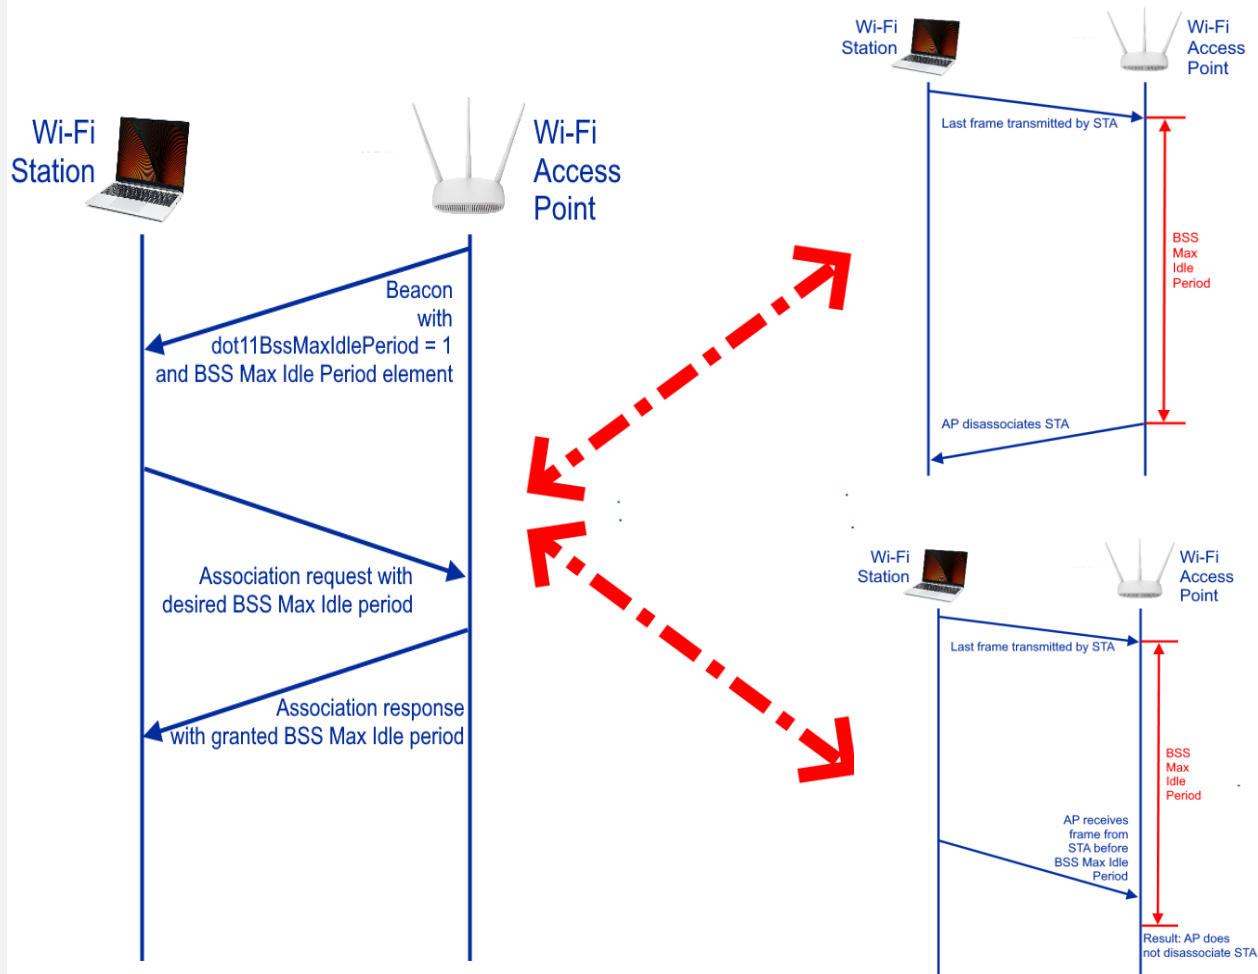 Wi-Fi
Station
Wi-Fi
Access
Point
Beacon
with
dot11BssMaxIdlePeriod = 1
and BSS Max Idle Period element
Association request with
desired BSS Max Idle period
Association response
with granted BSS Max Idle period
Wi-Fi
Station
Wi-Fi
Access
Point
Last frame transmitted by STA
BSS
Max
Idle
Period
AP disassociates STA
Wi-Fi
Station
Wi-Fi
Access
Point
Last frame transmitted by STA
BSS
Max
Idle
Period
AP receives
frame from
STA before
BSS Max Idle
Period
Result: AP does
not disassociate STA